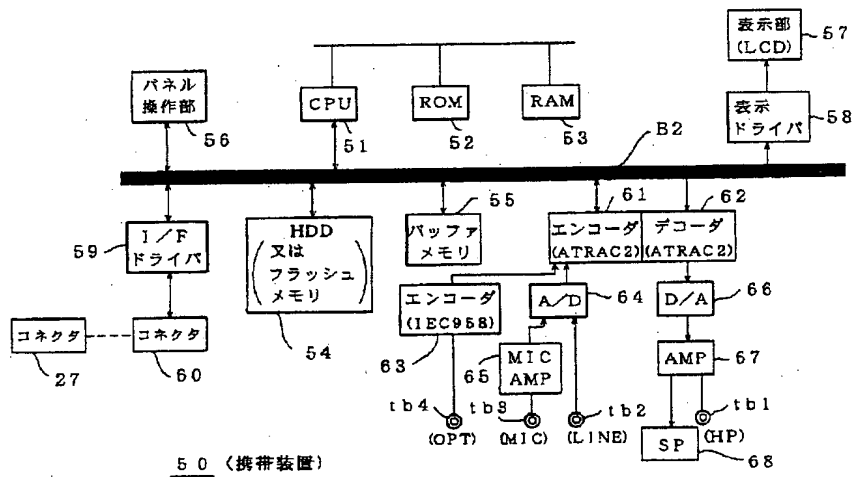 表示部
(LCD)
57
パネル
操作部
56
CPU
51
ROM
52
RAM
53
表示
ドライバ
58
B2
59
I/F
ドライバ
HDD
(又は
フラッシュ
メモリ)
54
55
バッファ
メモリ
61
62
エンコーダ
(ATRAC2)
デコーダ
(ATRAC2)
エンコーダ
(IEC958)
63
A/D
64
D/A
66
コネクタ
27
コネクタ
60
65
MIC
AMP
AMP
67
tb4
(OPT)
tb3
(MIC)
tb2
(LINE)
tb1
(HP)
SP
68
50 (携帯装置)